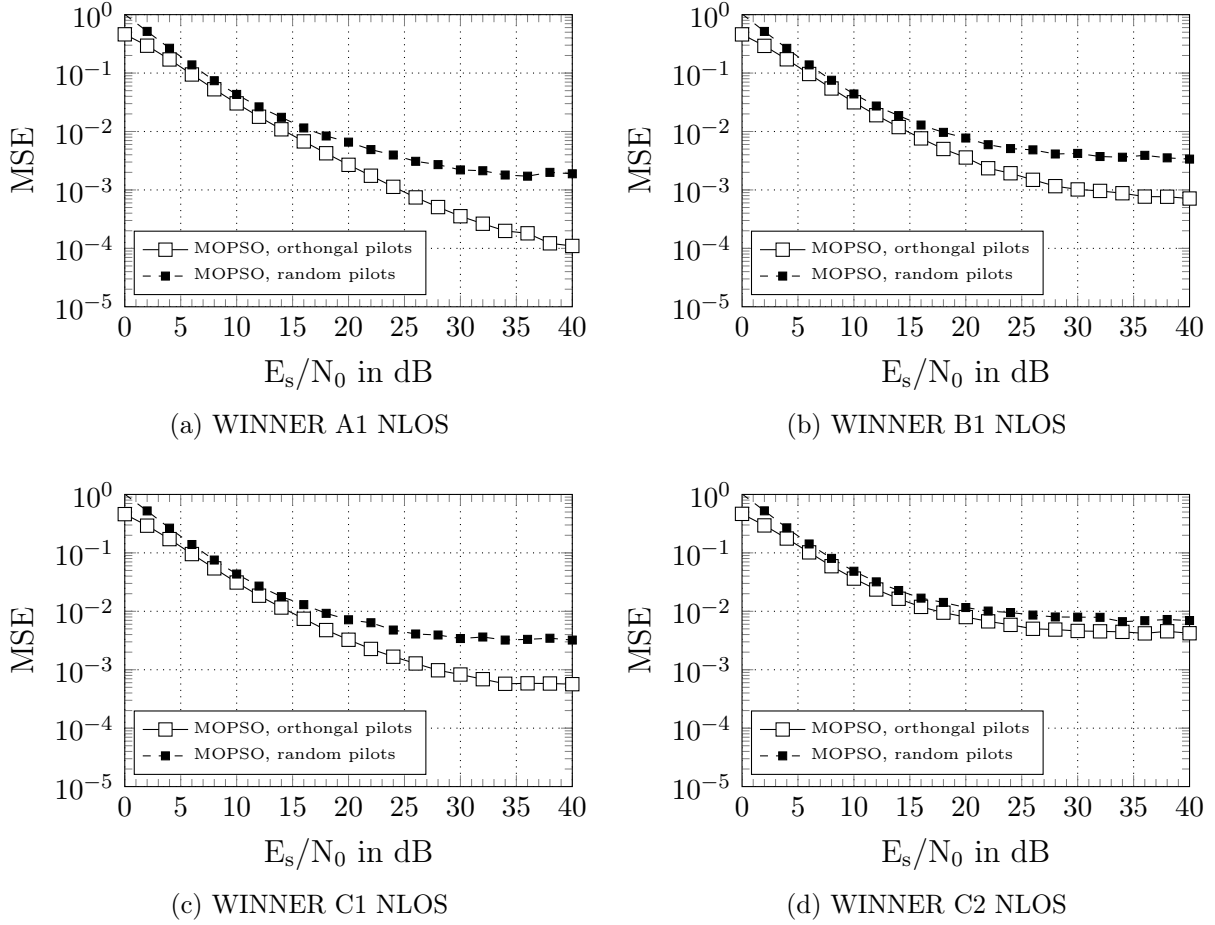 10^0
10^-1
10^-2
10^-3
10^-4
10^-5
MSE
MOPSO, orthongal pilots
MOPSO, random pilots
0 5 10 15 20 25 30 35 40
E_s/N_0 in dB
(a) WINNER A1 NLOS
10^0
10^-1
10^-2
10^-3
10^-4
10^-5
MSE
MOPSO, orthongal pilots
MOPSO, random pilots
0 5 10 15 20 25 30 35 40
E_s/N_0 in dB
(b) WINNER B1 NLOS
10^0
10^-1
10^-2
10^-3
10^-4
10^-5
MSE
MOPSO, orthongal pilots
MOPSO, random pilots
0 5 10 15 20 25 30 35 40
E_s/N_0 in dB
(c) WINNER C1 NLOS
10^0
10^-1
10^-2
10^-3
10^-4
10^-5
MSE
MOPSO, orthongal pilots
MOPSO, random pilots
0 5 10 15 20 25 30 35 40
E_s/N_0 in dB
(d) WINNER C2 NLOS